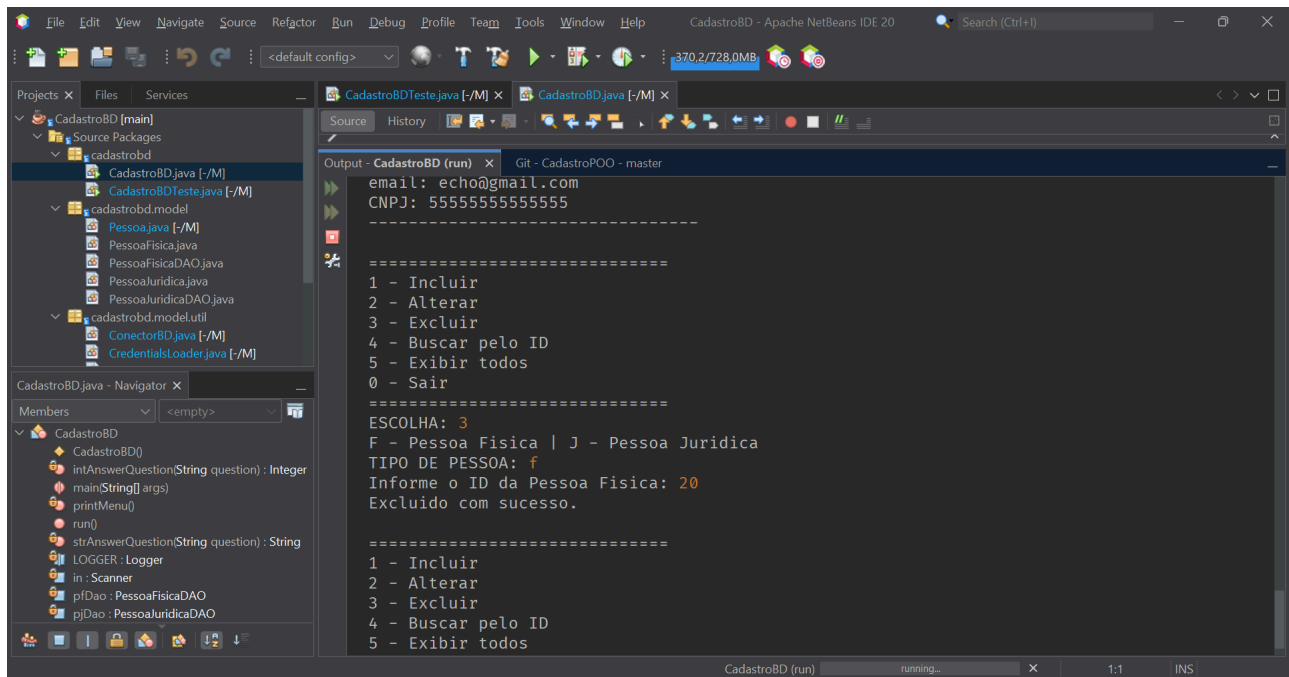 File Edit View Navigate Source Refactor Run Debug Profile Team Tools Window Help CadastroBD - Apache NetBeans IDE 20 Search (Ctrl+I)
<default config> 370,2/728,0MB
Projects Files Services
CadastroBD [main]
Source Packages
cadastrobd
CadastroBD.java [-/M]
CadastroBDTeste.java [-/M]
cadastrobd.model
Pessoa.java [-/M]
PessoaFisica.java
PessoaFisicaDAO.java
PessoaJuridica.java
PessoaJuridicaDAO.java
cadastrobd.model.util
ConectorBD.java [-/M]
CredentialsLoader.java [-/M]
CadastroBD.java - Navigator
Members <empty>
CadastroBD
CadastroBD()
intAnswerQuestion(String question) : Integer
main(String[] args)
printMenu()
run()
strAnswerQuestion(String question) : String
LOGGER : Logger
in : Scanner
pfDao : PessoaFisicaDAO
pjDao : PessoaJuridicaDAO
CadastroBDTeste.java [-/M] CadastroBD.java [-/M]
Source History
Output - CadastroBD (run) Git - CadastroPOO - master
email: echo@gmail.com
CNPJ: 55555555555555
---------------------------------
==============================
1 - Incluir
2 - Alterar
3 - Excluir
4 - Buscar pelo ID
5 - Exibir todos
0 - Sair
==============================
ESCOLHA: 3
F - Pessoa Fisica | J - Pessoa Juridica
TIPO DE PESSOA: f
Informe o ID da Pessoa Fisica: 20
Excluido com sucesso.
==============================
1 - Incluir
2 - Alterar
3 - Excluir
4 - Buscar pelo ID
5 - Exibir todos
CadastroBD (run) running... 1:1 INS